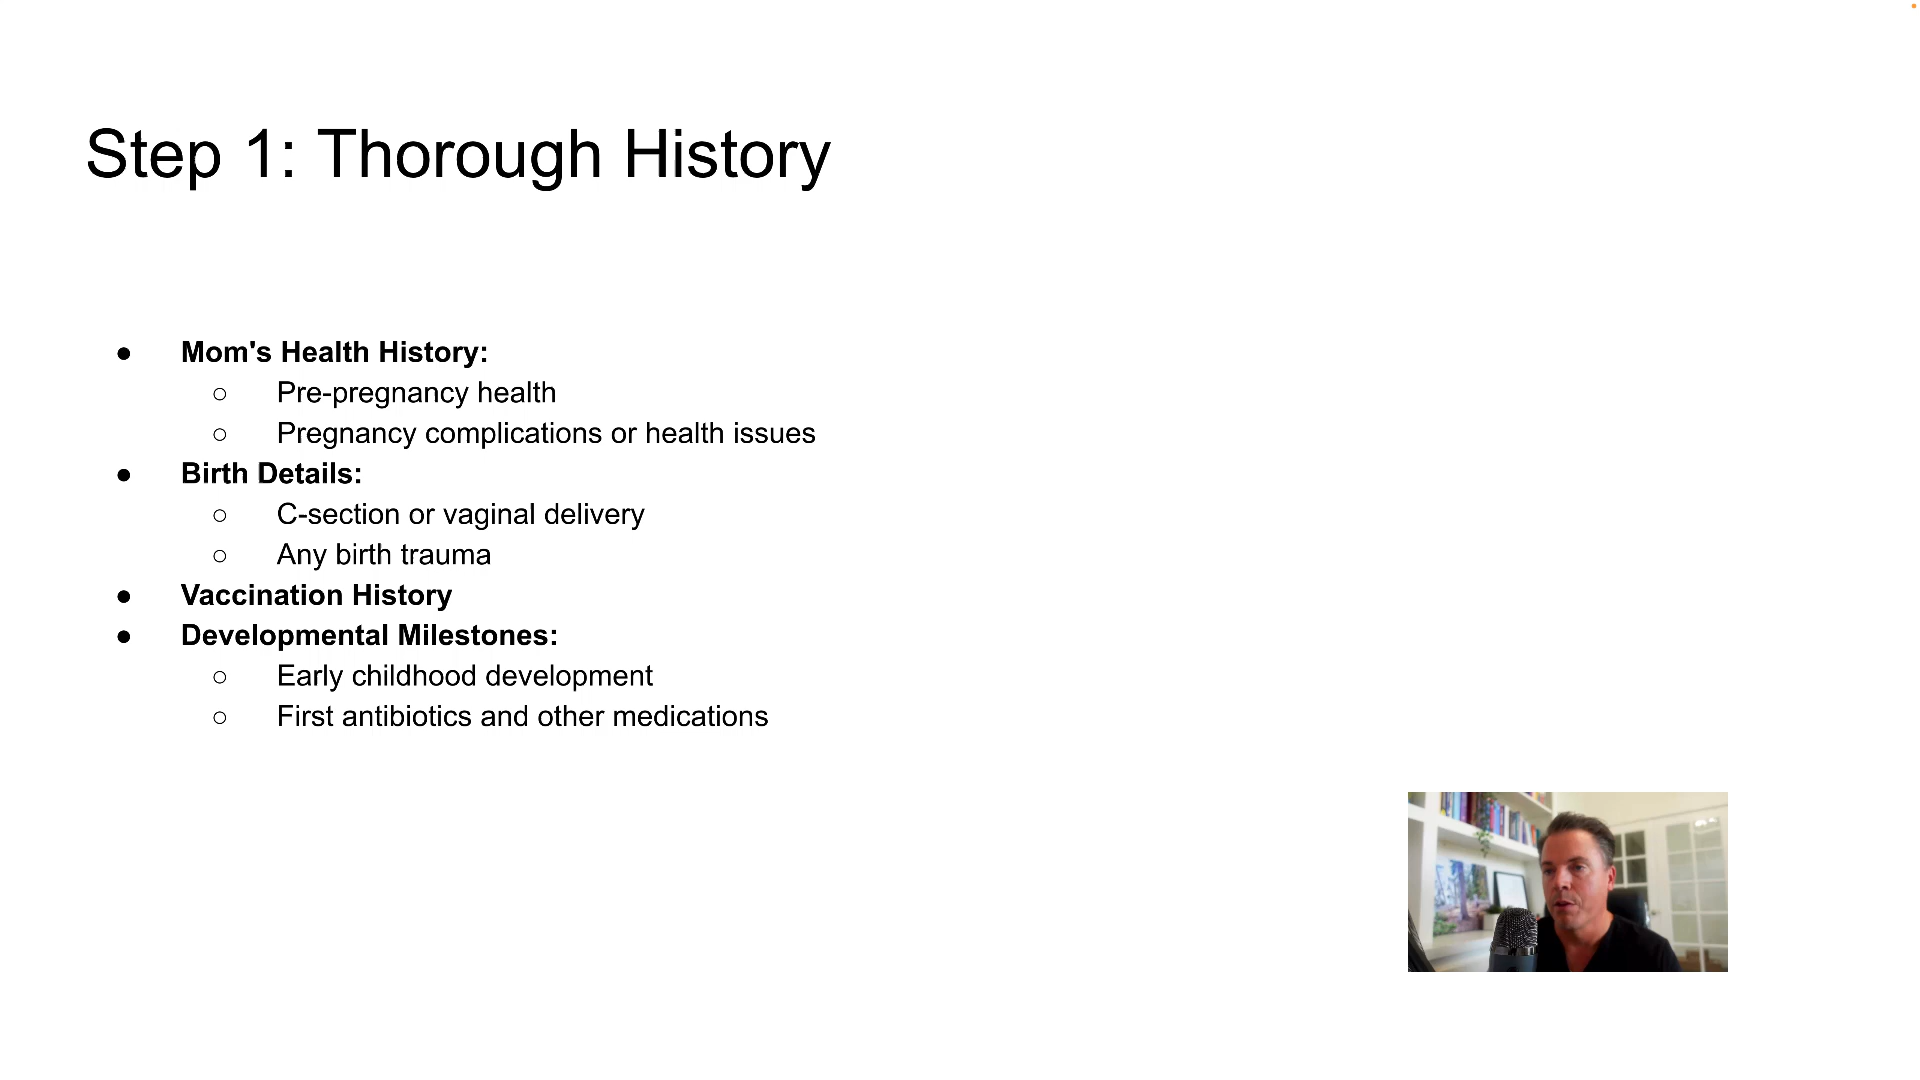 Step 1: Thorough History
● Mom's Health History:
○ Pre-pregnancy health
○ Pregnancy complications or health issues
● Birth Details:
○ C-section or vaginal delivery
○ Any birth trauma
● Vaccination History
● Developmental Milestones:
○ Early childhood development
○ First antibiotics and other medications